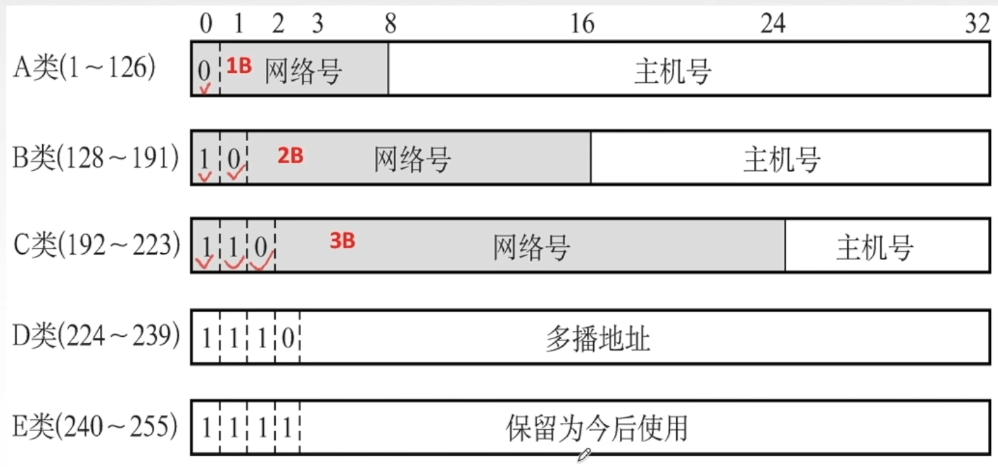 0 1 2 3 8 16 24 32
A类(1～126) 0 1B 网络号 主机号
B类(128～191) 1 0 2B 网络号 主机号
C类(192～223) 1 1 0 3B 网络号 主机号
D类(224～239) 1 1 1 0 多播地址
E类(240～255) 1 1 1 1 保留为今后使用